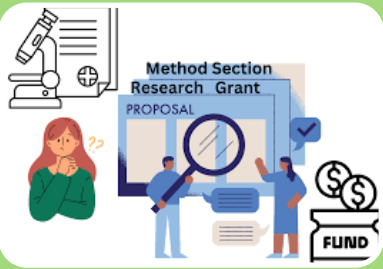 Method Section
Research Grant
PROPOSAL
??
$
$
FUND